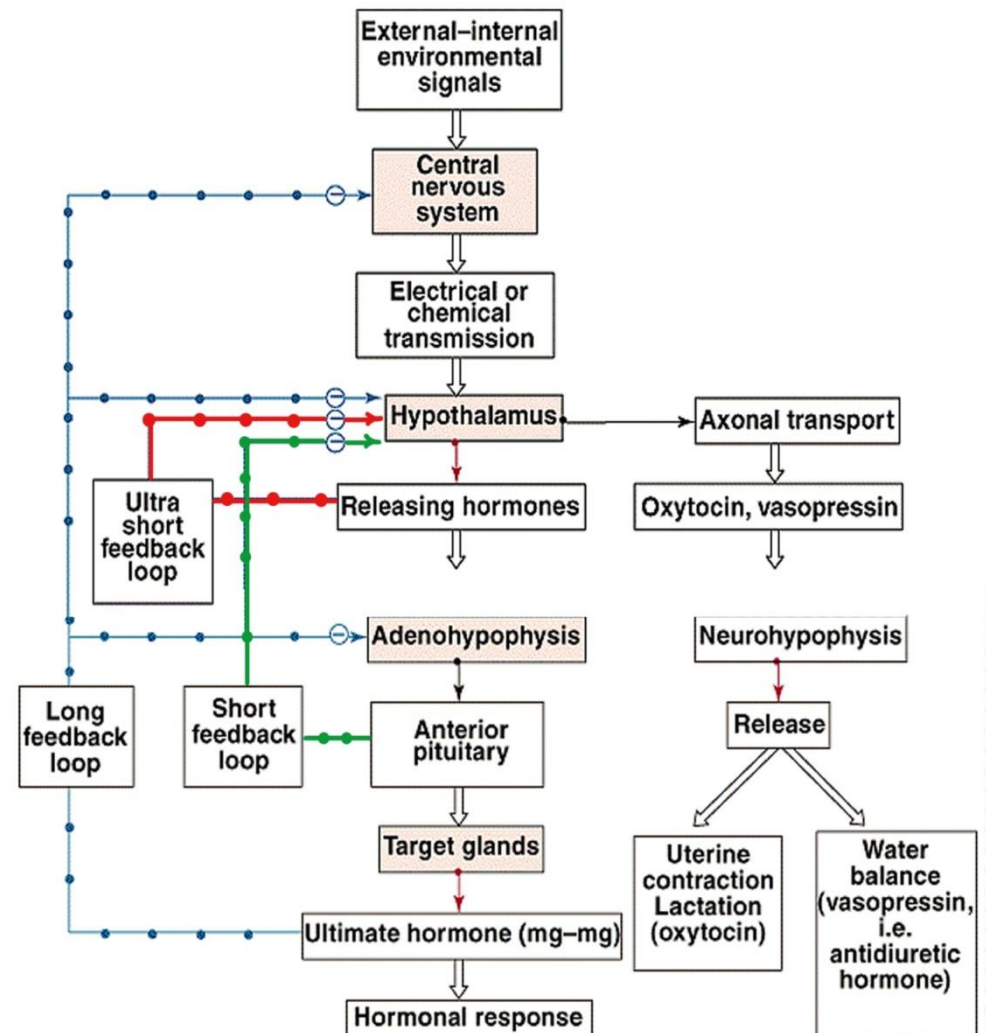 External–internal
environmental
signals
Central
nervous
system
Electrical or
chemical
transmission
Hypothalamus
Axonal transport
Ultra
short
feedback
loop
Releasing hormones
Oxytocin, vasopressin
Adenohypophysis
Neurohypophysis
Long
feedback
loop
Short
feedback
loop
Anterior
pituitary
Release
Target glands
Uterine
contraction
Lactation
(oxytocin)
Water
balance
(vasopressin,
i.e.
antidiuretic
hormone)
Ultimate hormone (mg–mg)
Hormonal response